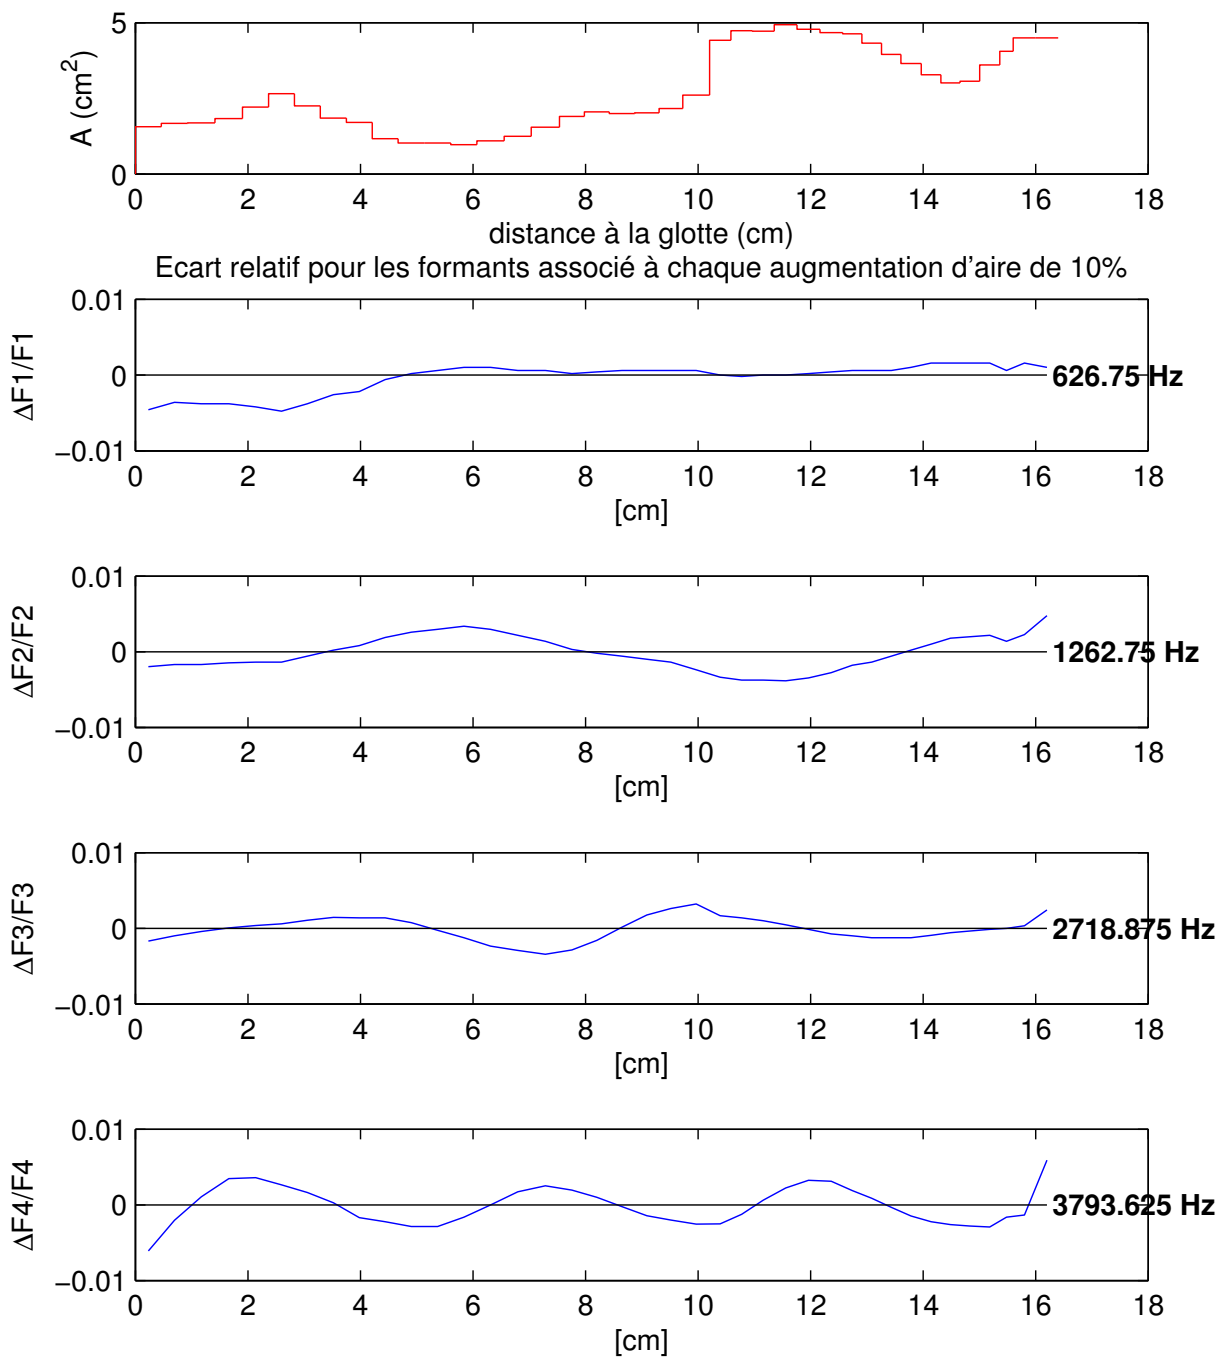 5
0
A (cm²)
0 2 4 6 8 10 12 14 16 18
distance à la glotte (cm)
Ecart relatif pour les formants associé à chaque augmentation d'aire de 10%
0.01
0
−0.01
ΔF1/F1
626.75 Hz
0 2 4 6 8 10 12 14 16 18
[cm]
0.01
0
−0.01
ΔF2/F2
1262.75 Hz
0 2 4 6 8 10 12 14 16 18
[cm]
0.01
0
−0.01
ΔF3/F3
2718.875 Hz
0 2 4 6 8 10 12 14 16 18
[cm]
0.01
0
−0.01
ΔF4/F4
3793.625 Hz
0 2 4 6 8 10 12 14 16 18
[cm]